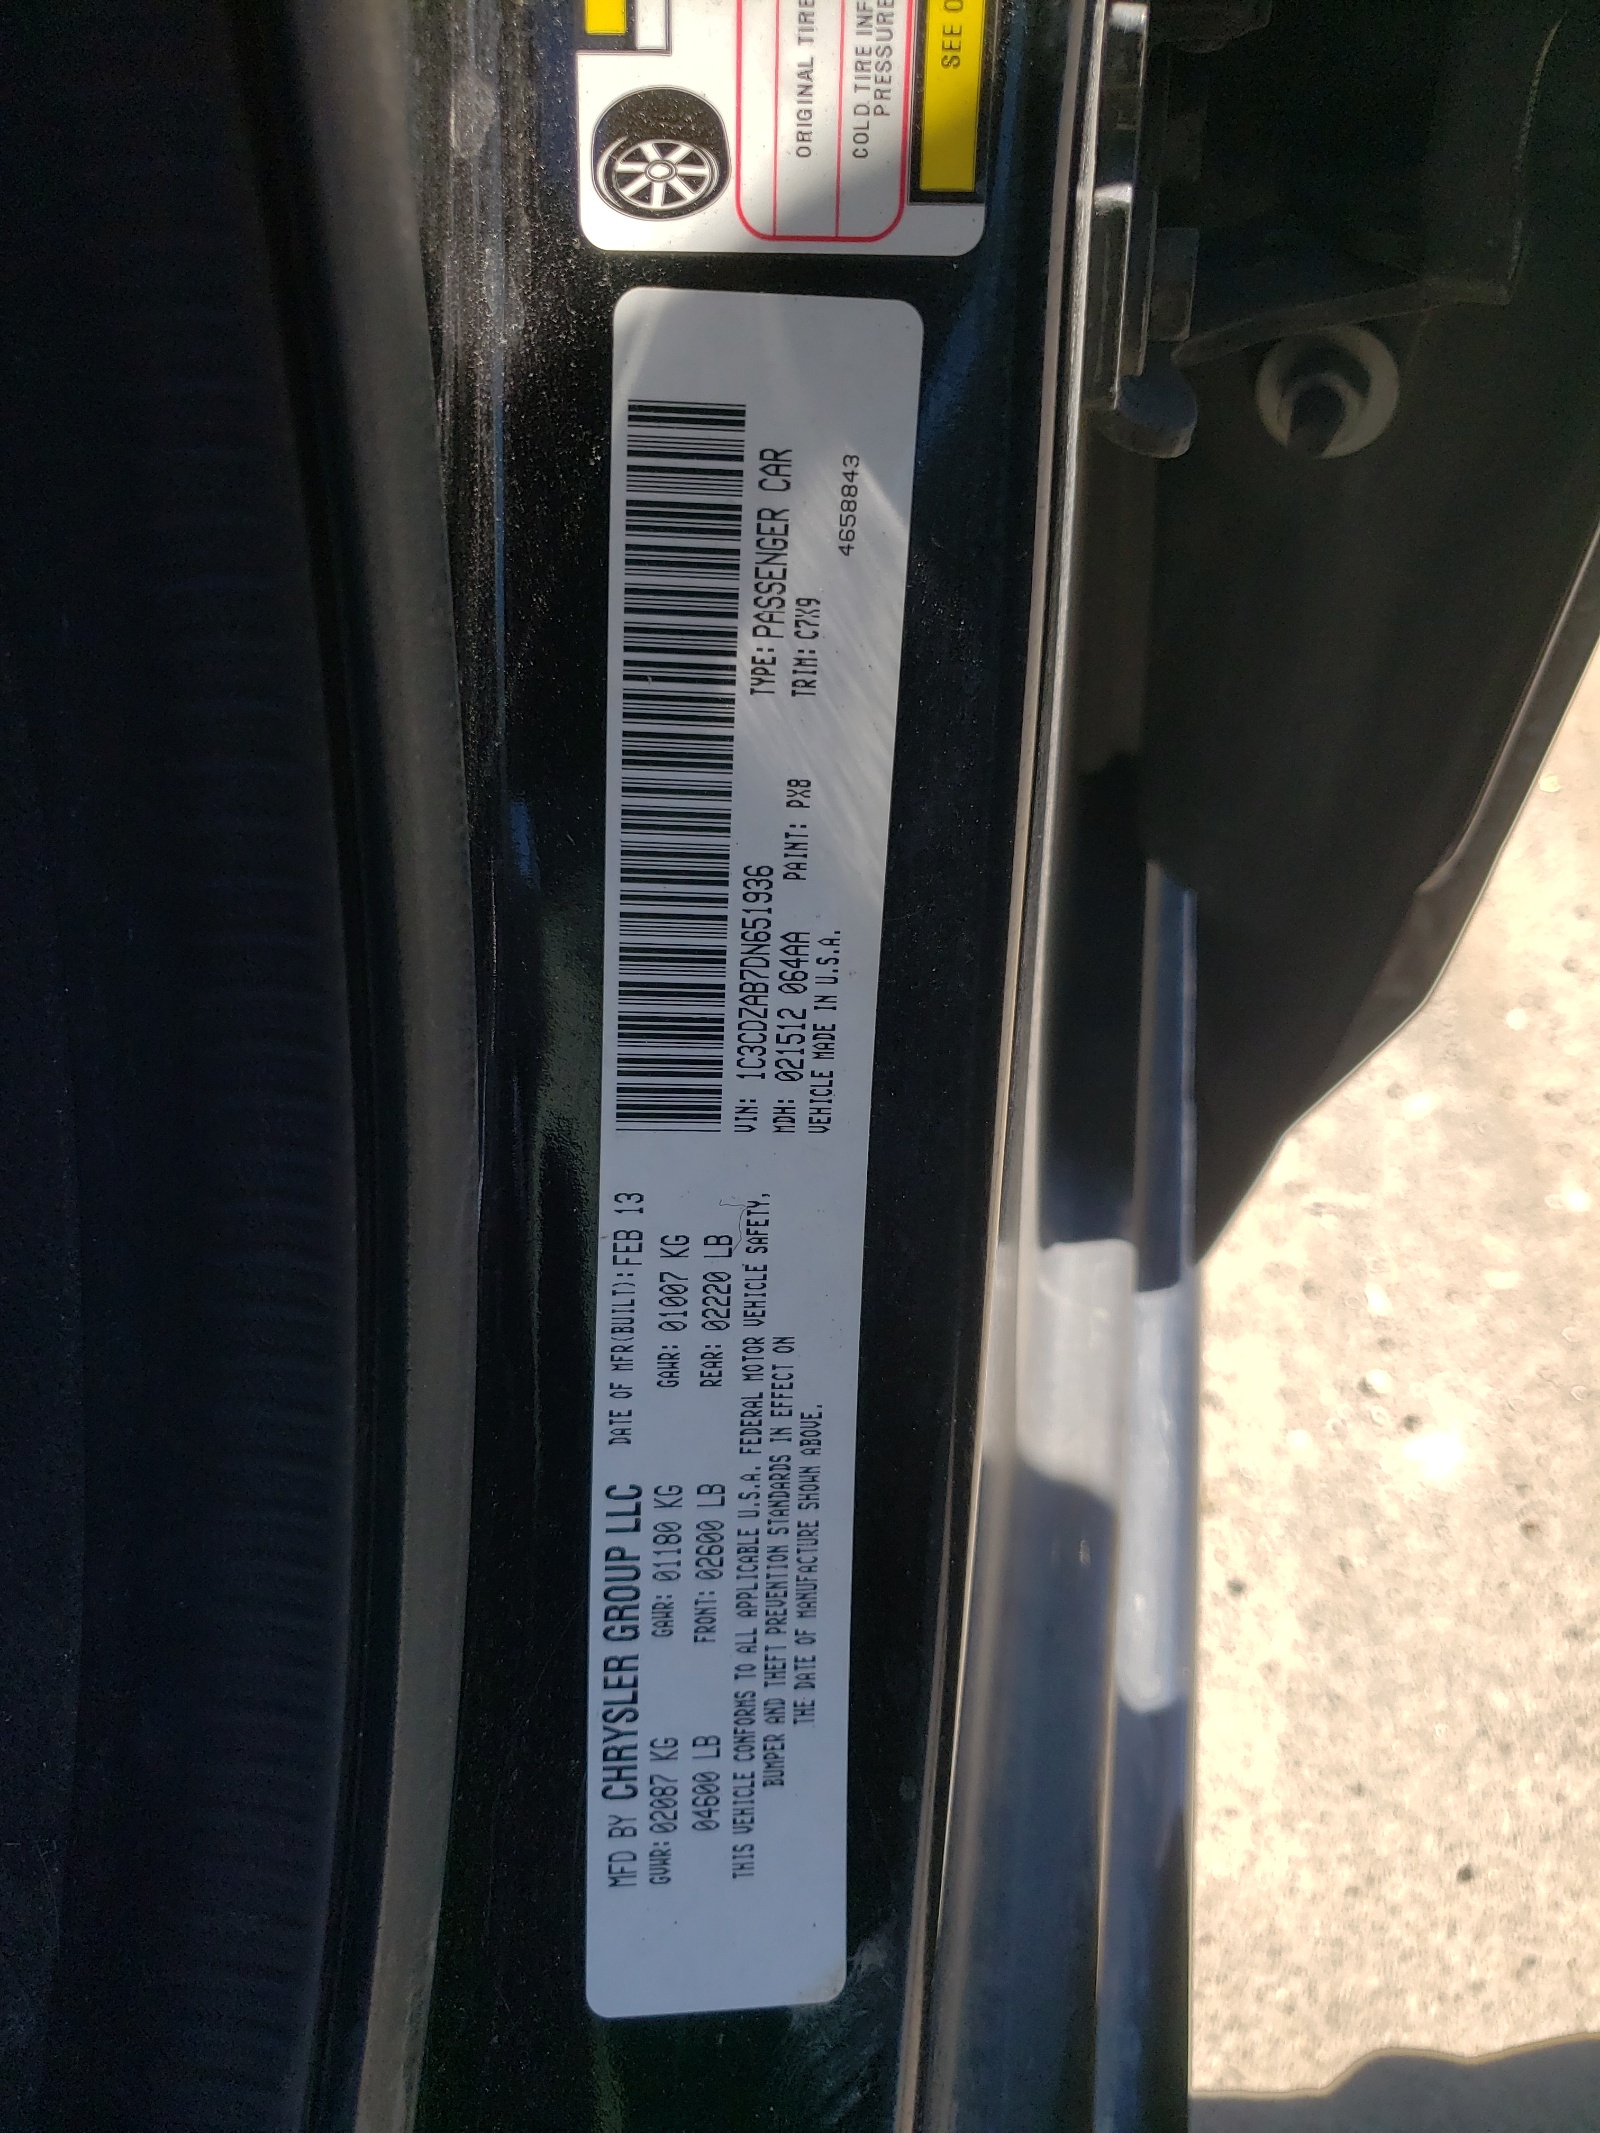 MFD BY CHRYSLER GROUP LLC DATE OF MFR(BUILT): FEB 13
GVWR: 02087 KG GAWR: 01180 KG GAWR: 01007 KG
04600 LB FRONT: 02600 LB REAR: 02220 LB
THIS VEHICLE CONFORMS TO ALL APPLICABLE U.S.A. FEDERAL MOTOR VEHICLE SAFETY,
BUMPER AND THEFT PREVENTION STANDARDS IN EFFECT ON
THE DATE OF MANUFACTURE SHOWN ABOVE.
VIN: 1C3CDZAB7DN651936 TYPE: PASSENGER CAR
MDH: 021512 064AA PAINT: PX8 TRIM: C7X9
VEHICLE MADE IN U.S.A.
4658843
ORIGINAL TIRE
COLD TIRE INF
PRESSURE
SEE O